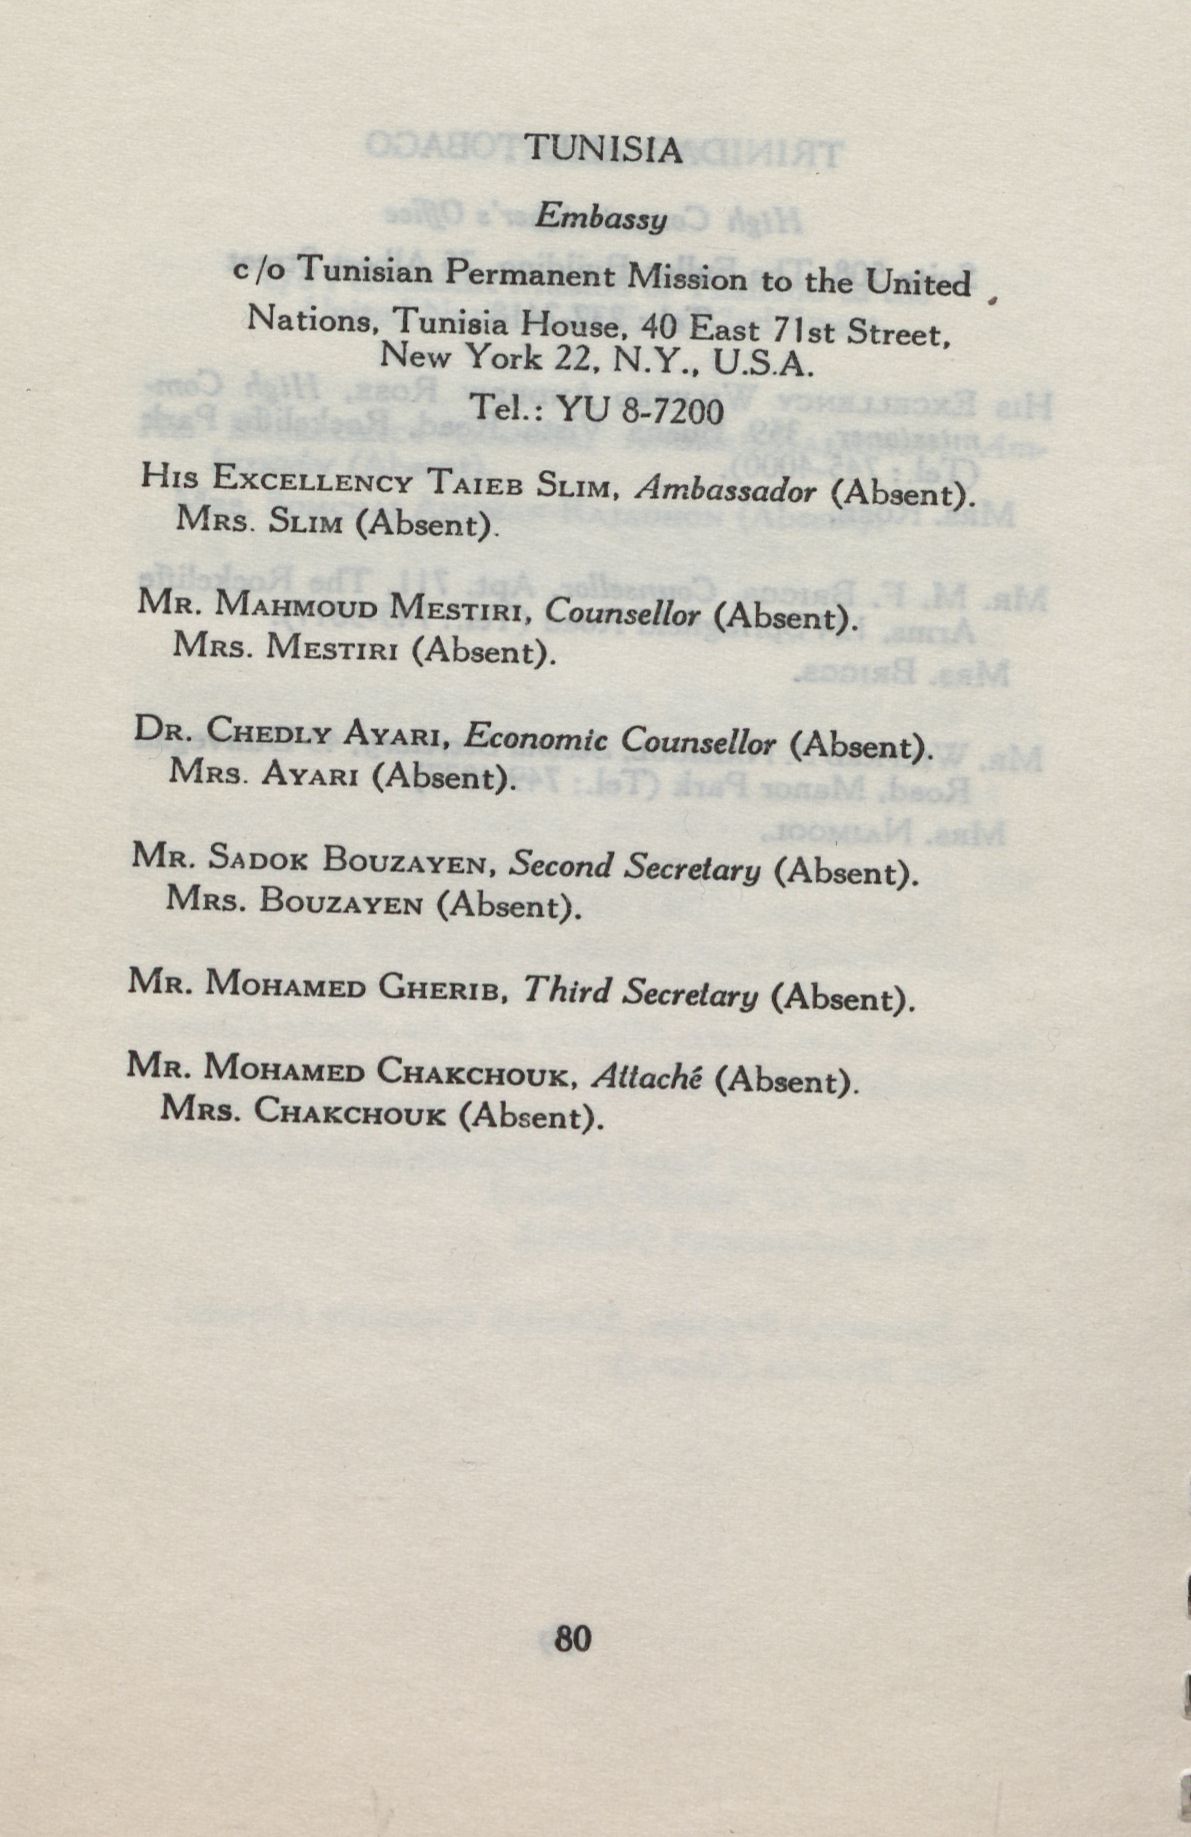 TUNISIA
Embassy
c/o Tunisian Permanent Mission to the United
Nations, Tunisia House, 40 East 71st Street,
New York 22, N.Y., U.S.A.
Tel.: YU 8-7200
His Excellency Taieb Slim, Ambassador (Absent).
Mrs. Slim (Absent).
Mr. Mahmoud Mestiri, Counsellor (Absent).
Mrs. Mestiri (Absent).
Dr. Chedly Ayari, Economic Counsellor (Absent).
Mrs. Ayari (Absent).
Mr. Sadok Bouzayen, Second Secretary (Absent).
Mrs. Bouzayen (Absent).
Mr. Mohamed Gherib, Third Secretary (Absent).
Mr. Mohamed Chakchouk, Attaché (Absent).
Mrs. Chakchouk (Absent).
80